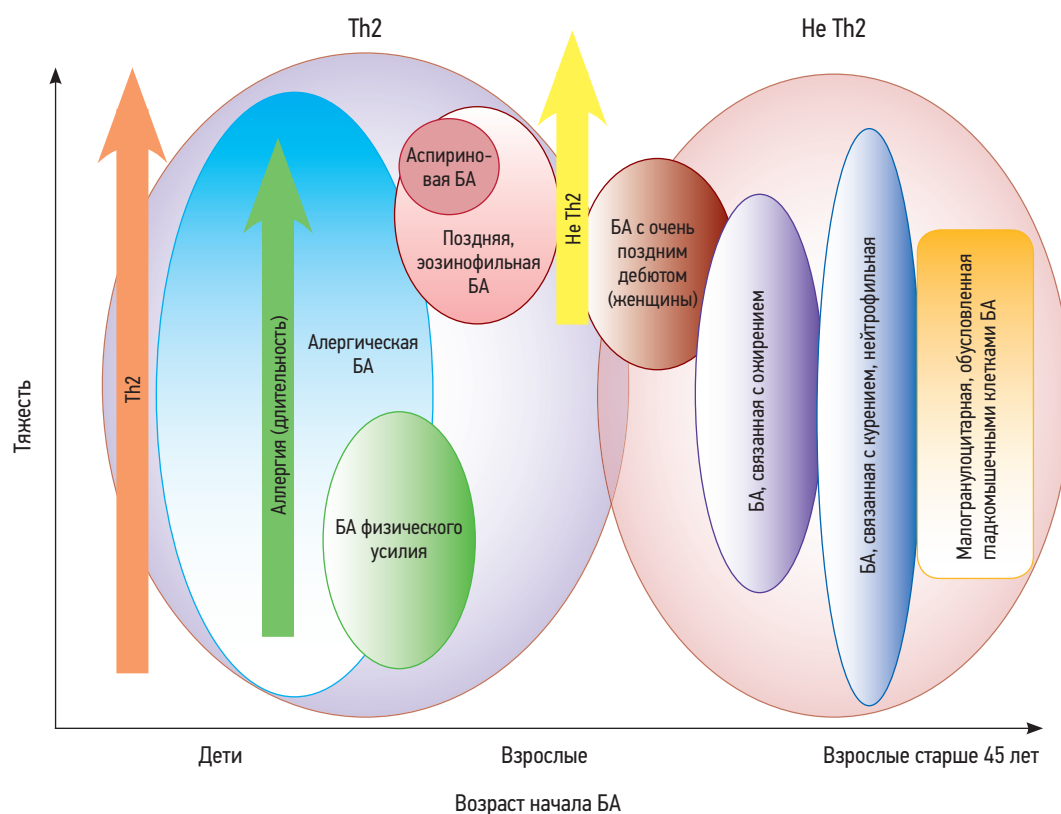 Th2
Не Th2
Тяжесть
Th2
Аллергия (длительность)
Алергическая
БА
БА физического
усилия
Аспирино-
вая БА
Поздняя,
эозинофильная
БА
Не Th2
БА с очень
поздним
дебютом
(женщины)
БА, связанная с ожирением
БА, связанная с курением, нейтрофильная
Малогранулоцитарная, обусловленная
гладкомышечными клетками БА
Дети
Взрослые
Взрослые старше 45 лет
Возраст начала БА